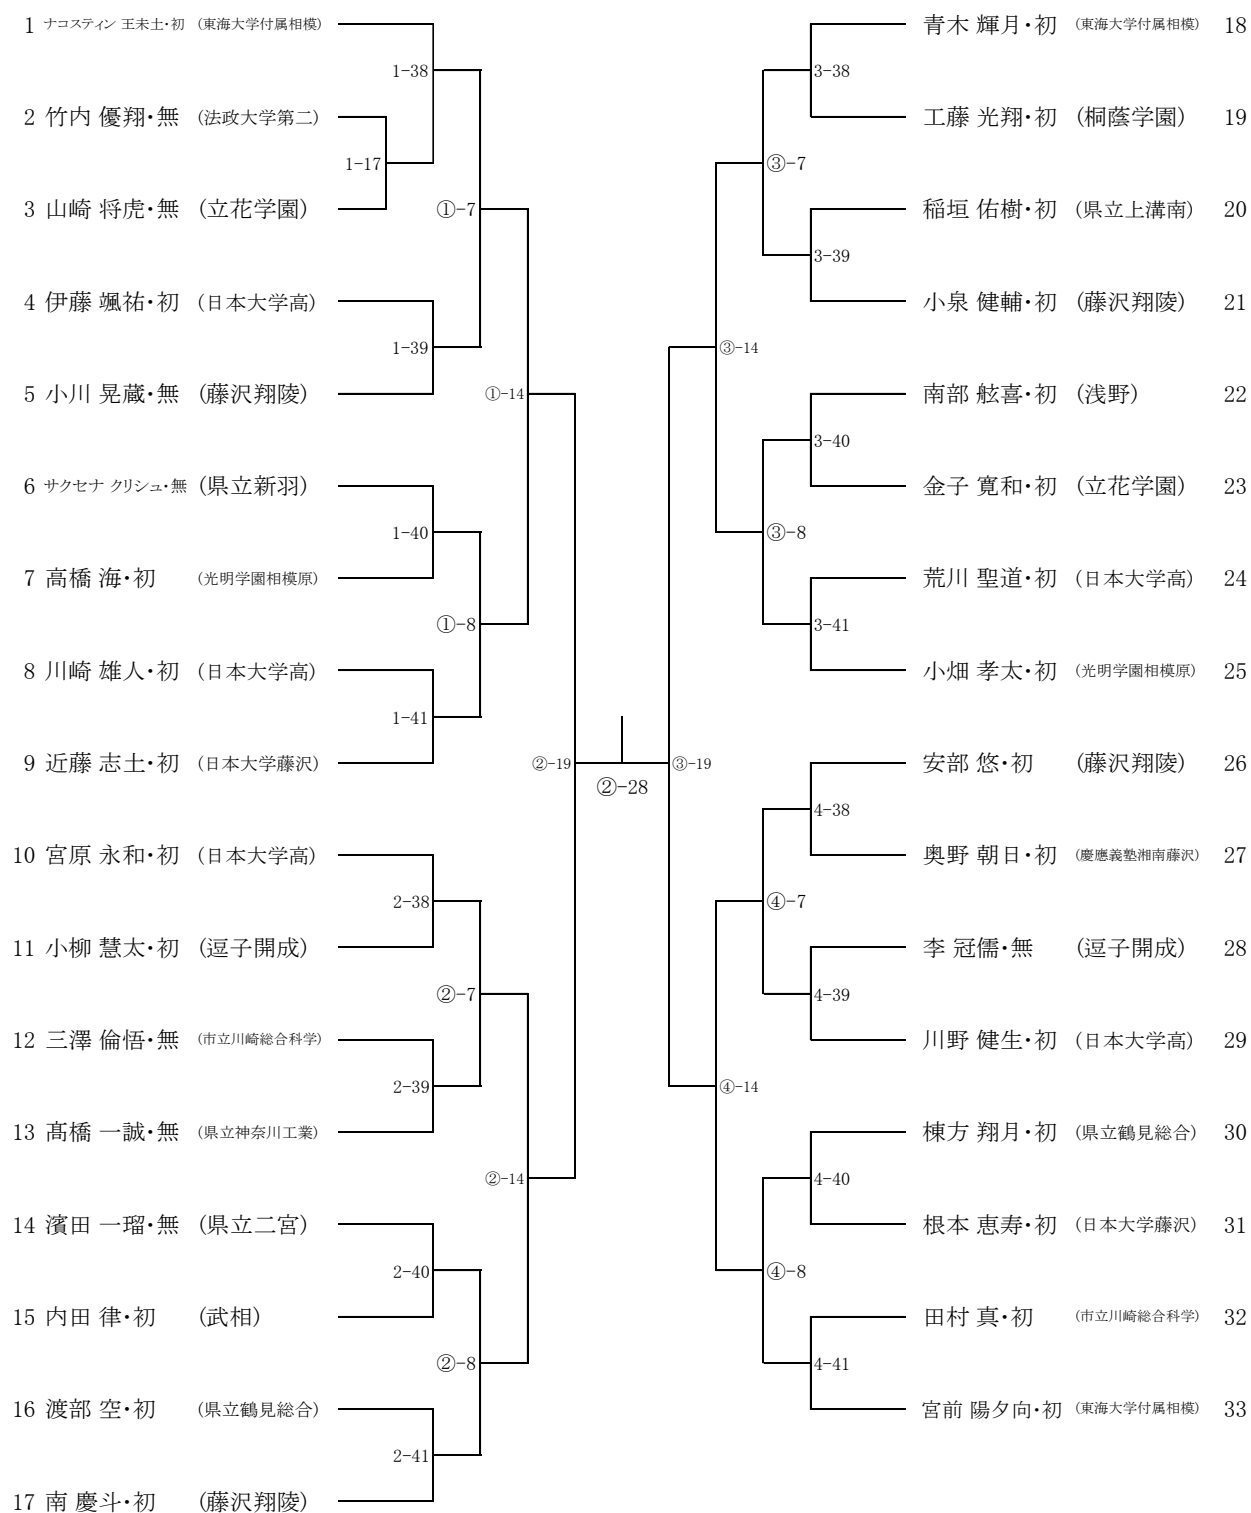 1 ナコスティン 王未土・初 (東海大学付属相模)
1-38
2 竹内 優翔・無 (法政大学第二)
1-17
3 山崎 将虎・無 (立花学園)
①-7
4 伊藤 颯祐・初 (日本大学高)
1-39
5 小川 晃蔵・無 (藤沢翔陵)
①-14
6 サクセナ クリシュ・無 (県立新羽)
1-40
7 高橋 海・初 (光明学園相模原)
①-8
8 川崎 雄人・初 (日本大学高)
1-41
9 近藤 志土・初 (日本大学藤沢)
②-19
10 宮原 永和・初 (日本大学高)
2-38
11 小柳 慧太・初 (逗子開成)
②-7
12 三澤 倫悟・無 (市立川崎総合科学)
2-39
13 髙橋 一誠・無 (県立神奈川工業)
②-14
14 濱田 一瑠・無 (県立二宮)
2-40
15 内田 律・初 (武相)
②-8
16 渡部 空・初 (県立鶴見総合)
2-41
17 南 慶斗・初 (藤沢翔陵)
②-28
青木 輝月・初 (東海大学付属相模) 18
3-38
工藤 光翔・初 (桐蔭学園) 19
③-7
稲垣 佑樹・初 (県立上溝南) 20
3-39
小泉 健輔・初 (藤沢翔陵) 21
③-14
南部 舷喜・初 (浅野) 22
3-40
金子 寛和・初 (立花学園) 23
③-8
荒川 聖道・初 (日本大学高) 24
3-41
小畑 孝太・初 (光明学園相模原) 25
③-19
安部 悠・初 (藤沢翔陵) 26
4-38
奥野 朝日・初 (慶應義塾湘南藤沢) 27
④-7
李 冠儒・無 (逗子開成) 28
4-39
川野 健生・初 (日本大学高) 29
④-14
棟方 翔月・初 (県立鶴見総合) 30
4-40
根本 恵寿・初 (日本大学藤沢) 31
④-8
田村 真・初 (市立川崎総合科学) 32
4-41
宮前 陽夕向・初 (東海大学付属相模) 33